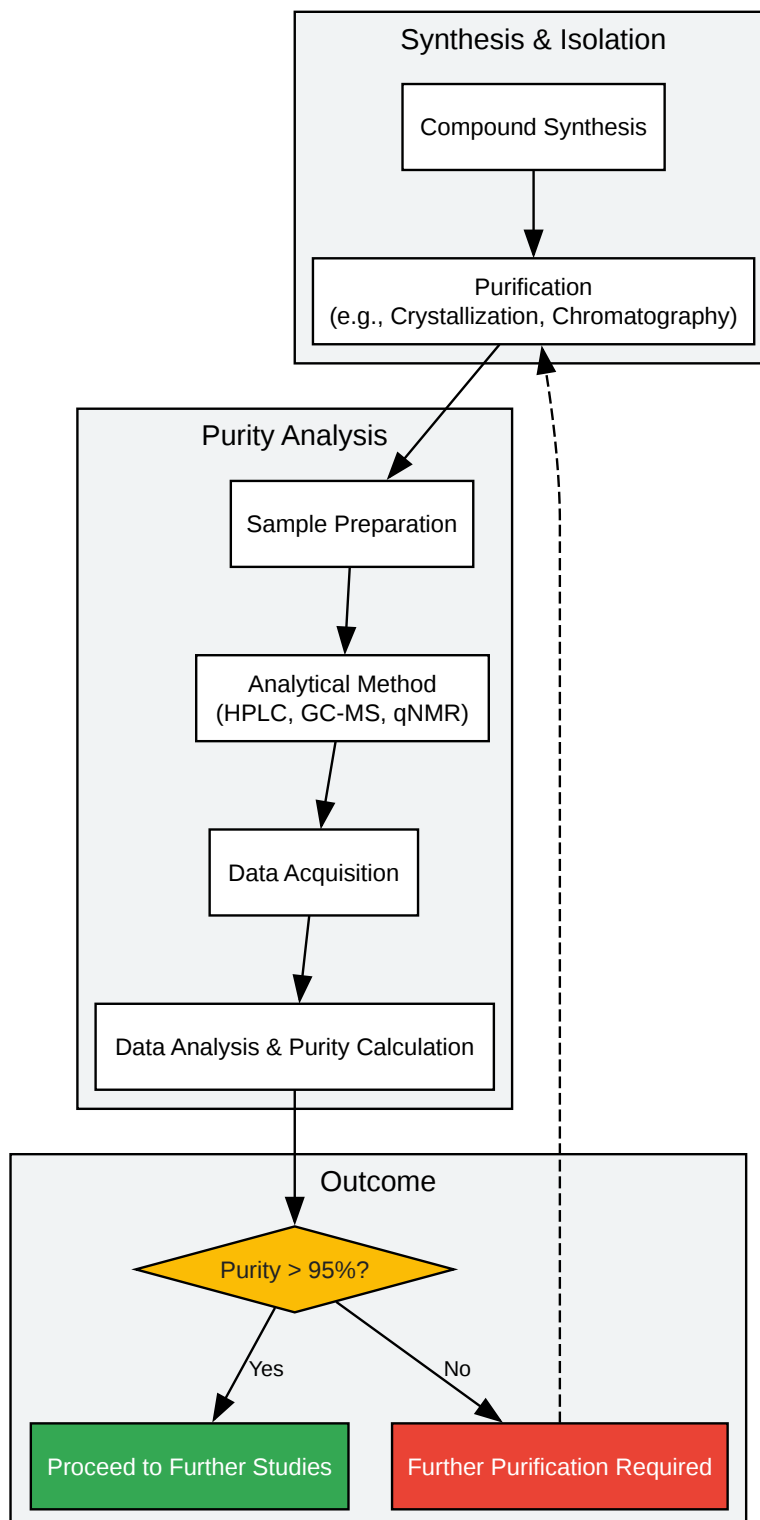 Synthesis & Isolation
Compound Synthesis
Purification
(e.g., Crystallization, Chromatography)
Purity Analysis
Sample Preparation
Analytical Method
(HPLC, GC-MS, qNMR)
Data Acquisition
Data Analysis & Purity Calculation
Outcome
Purity > 95%?
Yes
No
Proceed to Further Studies
Further Purification Required